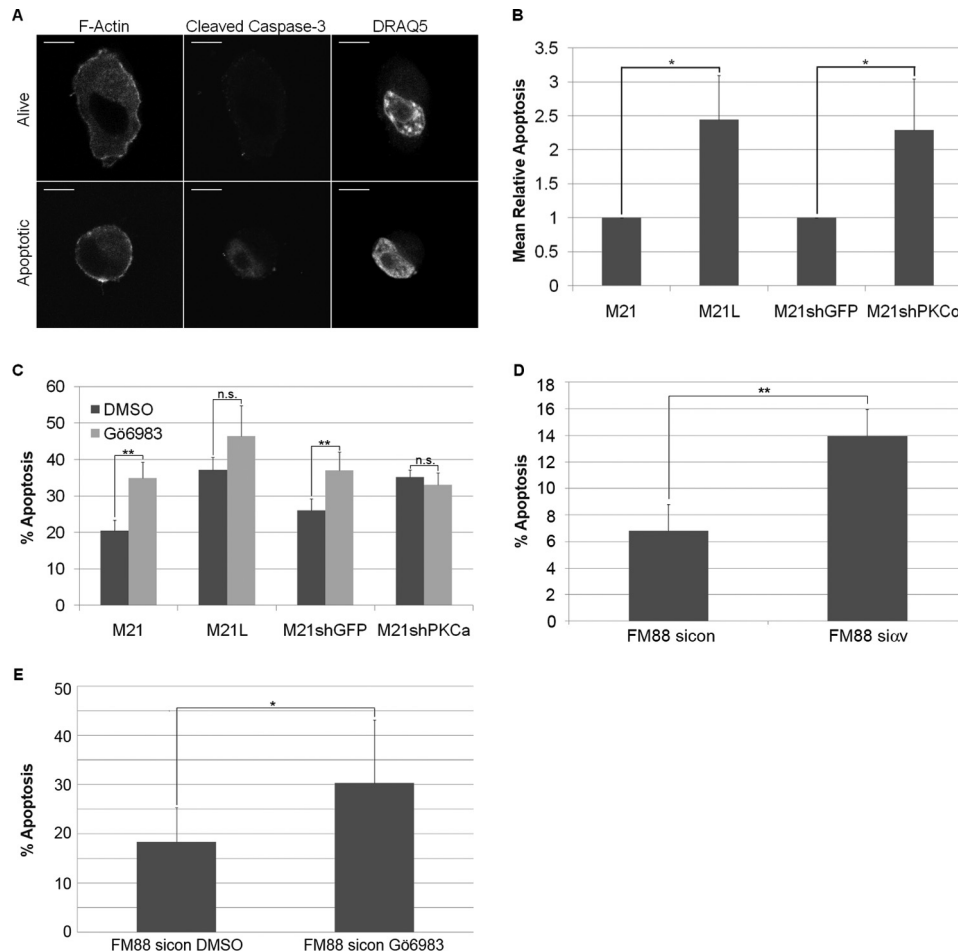 A
F-Actin Cleaved Caspase-3 DRAQ5
Alive
Apoptotic
B
Mean Relative Apoptosis
3.5
3
2.5
2
1.5
1
0.5
0
*
*
M21 M21L M21shGFP M21shPKCα
C
% Apoptosis
60
50
40
30
20
10
0
DMSO
Gö6983
**
n.s.
**
n.s.
M21 M21L M21shGFP M21shPKCa
D
% Apoptosis
18
16
14
12
10
8
6
4
2
0
**
FM88 sicon FM88 siαv
E
% Apoptosis
50
40
30
20
10
0
*
FM88 sicon DMSO FM88 sicon Gö6983